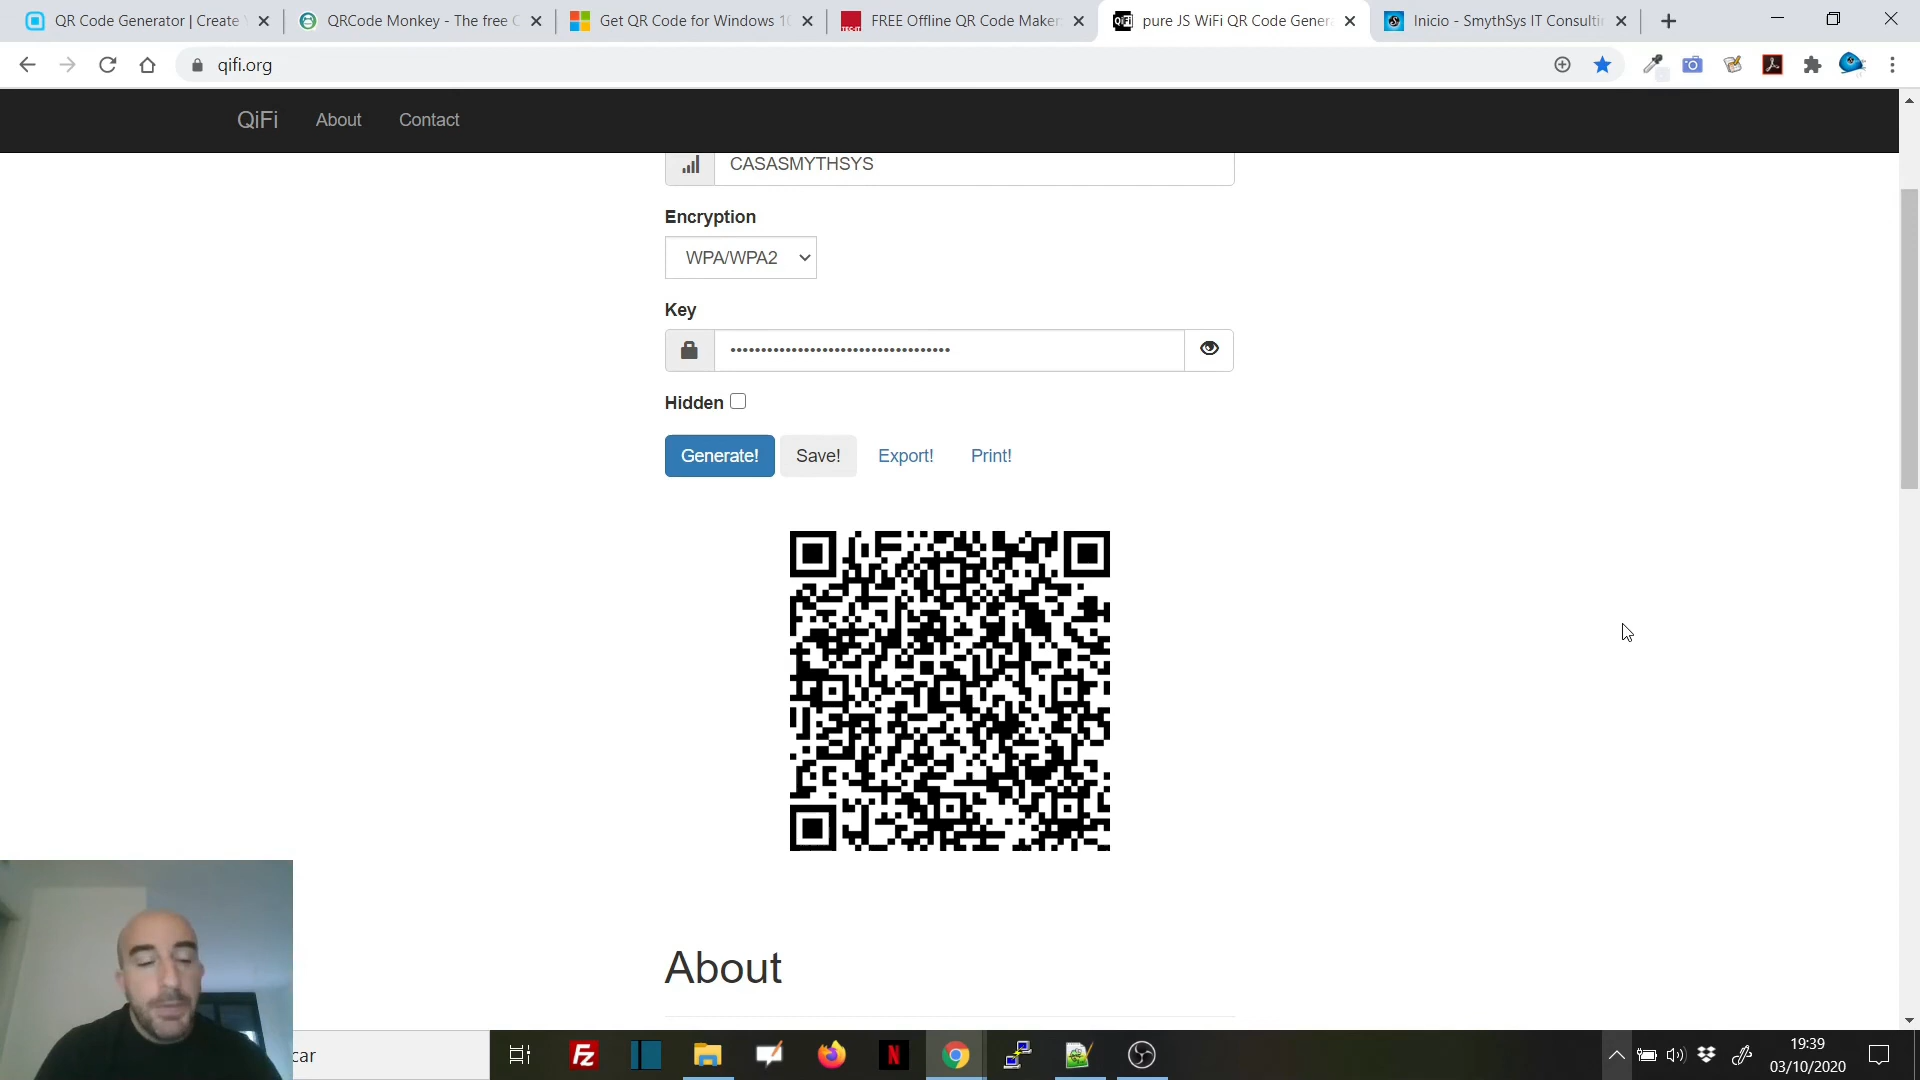 QR Code Generator | Create
QRCode Monkey - The free
Get QR Code for Windows 10
FREE Offline QR Code Maker
pure JS WiFi QR Code Gener
Inicio - SmythSys IT Consulti
qifi.org
QiFi
About
Contact
CASASMYTHSYS
Encryption
WPA/WPA2
Key
••••••••••••••••••••••••••••••••••••
Hidden
Generate!
Save!
Export!
Print!
About
car
19:39
03/10/2020